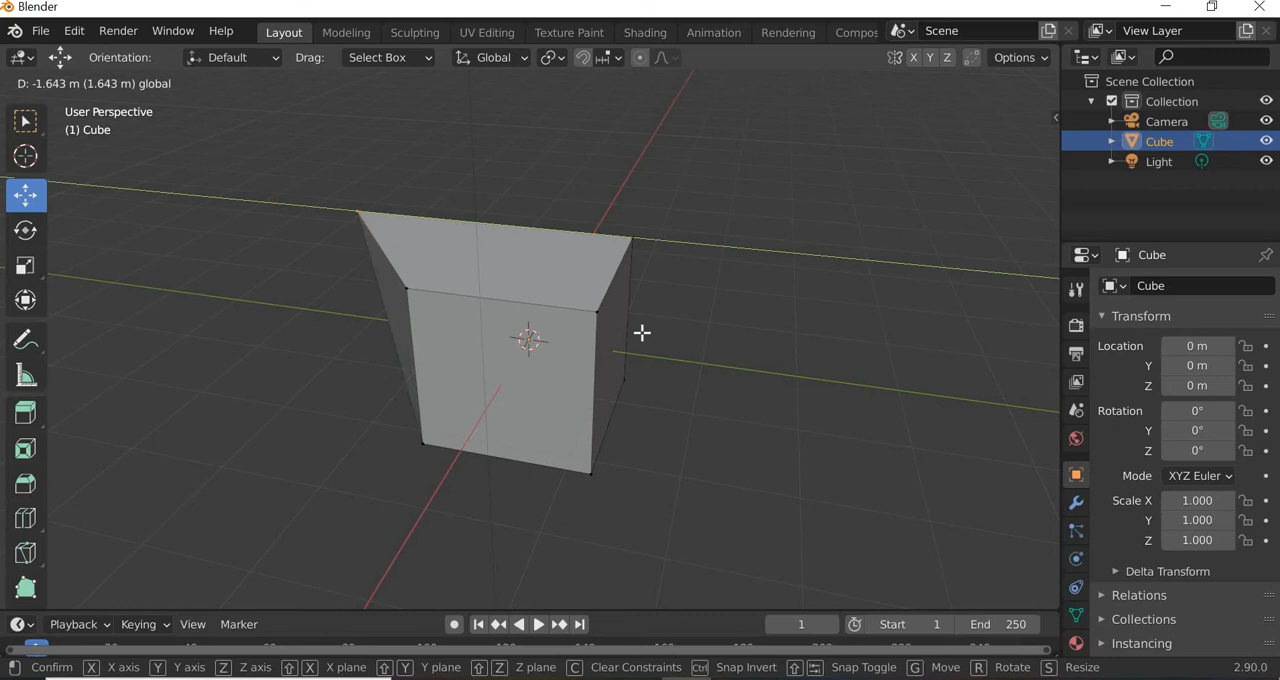 Blender
File Edit Render Window Help Layout Modeling Sculpting UV Editing Texture Paint Shading Animation Rendering Compos Scene View Layer
Orientation: Default Drag: Select Box Global X Y Z Options
D: -1.643 m (1.643 m) global
User Perspective
(1) Cube
Scene Collection
Collection
Camera
Cube
Light
Cube
Cube
Transform
Location 0 m
Y 0 m
Z 0 m
Rotation 0°
Y 0°
Z 0°
Mode XYZ Euler
Scale X 1.000
Y 1.000
Z 1.000
Delta Transform
Relations
Collections
Instancing
Playback Keying View Marker 1 Start 1 End 250
Confirm X X axis Y Y axis Z Z axis X X plane Y Y plane Z Z plane C Clear Constraints Ctrl Snap Invert Snap Toggle G Move R Rotate S Resize 2.90.0